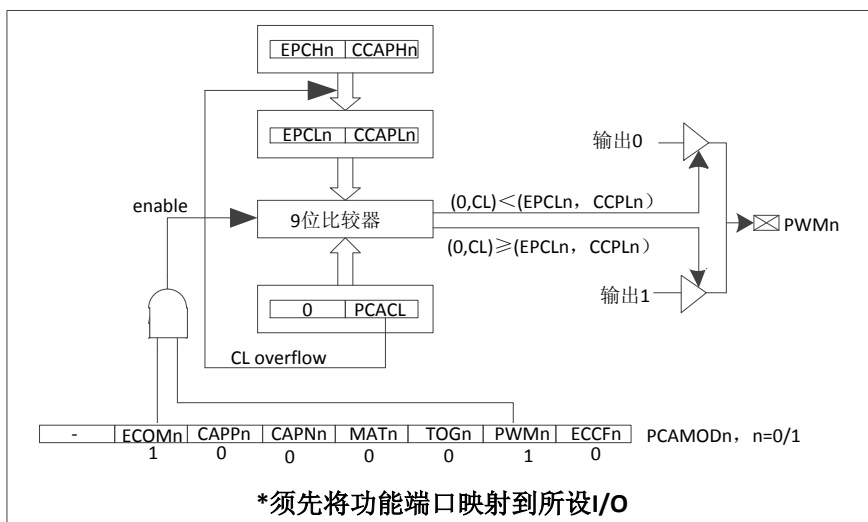 EPCHn CCAPHn
EPCLn CCAPLn
输出0
enable
(0,CL)<(EPCLn, CCPLn)
9位比较器
PWMn
(0,CL)≥(EPCLn, CCPLn)
输出1
0 PCACL
CL overflow
- ECOMn CAPPn CAPNn MATn TOGn PWMn ECCFn PCAMODn, n=0/1
1 0 0 0 0 1 0
*须先将功能端口映射到所设I/O